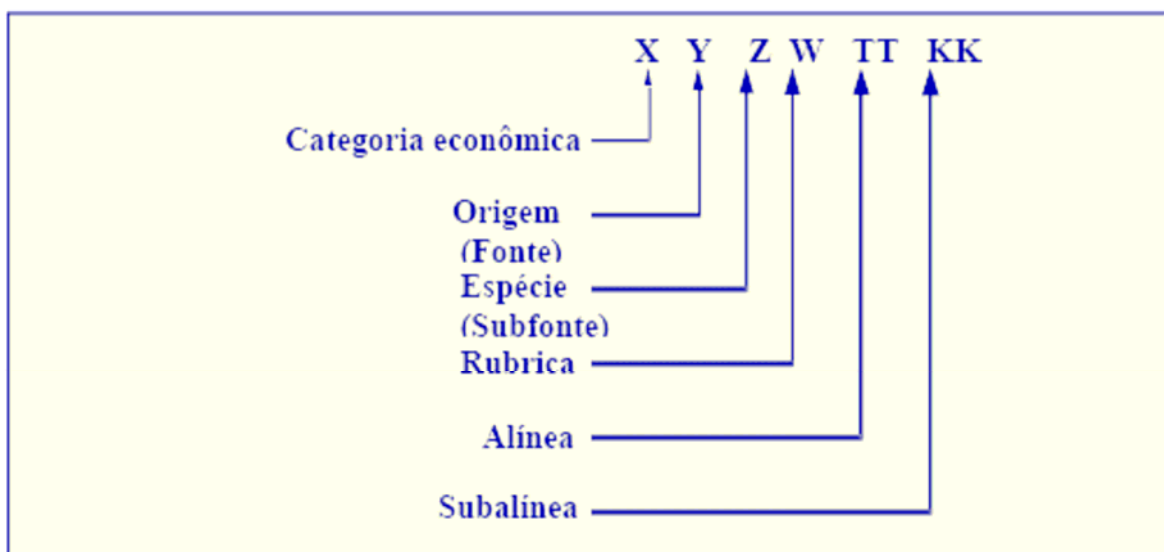 X Y Z W TT KK
Categoria econômica
Origem
(Fonte)
Espécie
(Subfonte)
Rubrica
Alínea
Subalínea